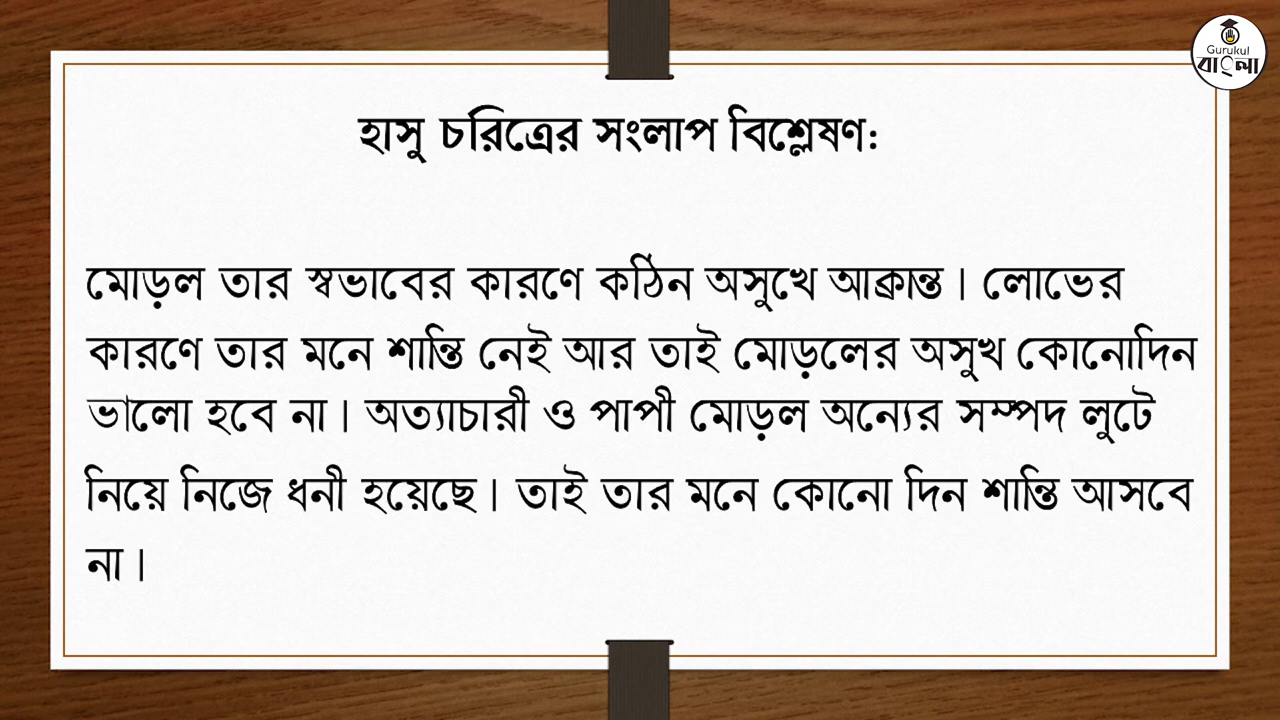 Gurukul
বাংলা
হাসু চরিত্রের সংলাপ বিশ্লেষণ:
মোড়ল তার স্বভাবের কারণে কঠিন অসুখে আক্রান্ত। লোভের
কারণে তার মনে শান্তি নেই আর তাই মোড়লের অসুখ কোনোদিন
ভালো হবে না। অত্যাচারী ও পাপী মোড়ল অন্যের সম্পদ লুটে
নিয়ে নিজে ধনী হয়েছে। তাই তার মনে কোনো দিন শান্তি আসবে
না।